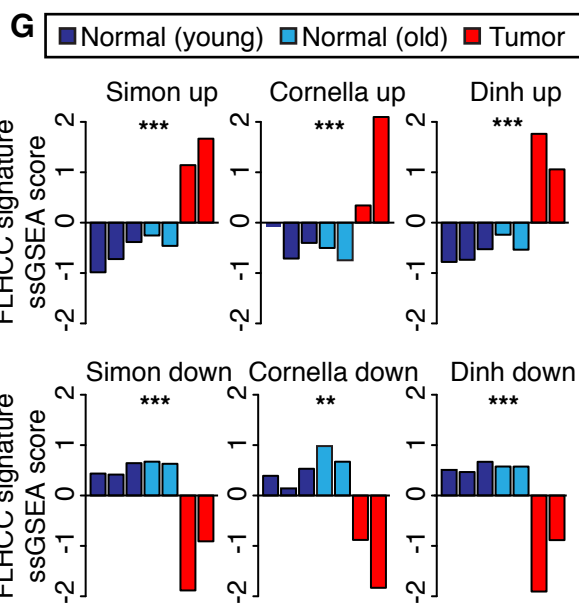 G
Normal (young) Normal (old) Tumor
Simon up Cornella up Dinh up
FLHCC signature
ssGSEA score
2 1 0 -1 -2
***
2 1 0 -1 -2
***
2 1 0 -1 -2
***
Simon down Cornella down Dinh down
FLHCC signature
ssGSEA score
2 1 0 -1 -2
***
2 1 0 -1 -2
**
2 1 0 -1 -2
***